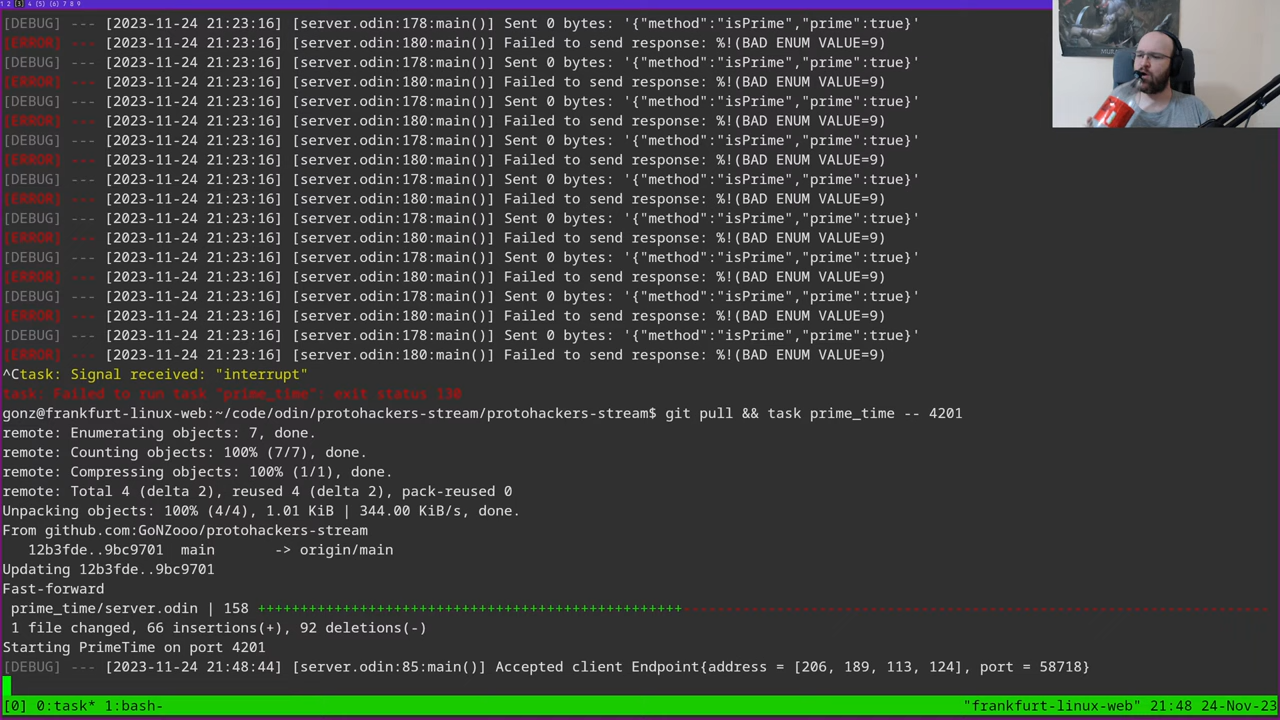 1 2 [3] 4 (5) (6) 7 8 9
[DEBUG] --- [2023-11-24 21:23:16] [server.odin:178:main()] Sent 0 bytes: '{"method":"isPrime","prime":true}'
[ERROR] --- [2023-11-24 21:23:16] [server.odin:180:main()] Failed to send response: %!(BAD ENUM VALUE=9)
[DEBUG] --- [2023-11-24 21:23:16] [server.odin:178:main()] Sent 0 bytes: '{"method":"isPrime","prime":true}'
[ERROR] --- [2023-11-24 21:23:16] [server.odin:180:main()] Failed to send response: %!(BAD ENUM VALUE=9)
[DEBUG] --- [2023-11-24 21:23:16] [server.odin:178:main()] Sent 0 bytes: '{"method":"isPrime","prime":true}'
[ERROR] --- [2023-11-24 21:23:16] [server.odin:180:main()] Failed to send response: %!(BAD ENUM VALUE=9)
[DEBUG] --- [2023-11-24 21:23:16] [server.odin:178:main()] Sent 0 bytes: '{"method":"isPrime","prime":true}'
[ERROR] --- [2023-11-24 21:23:16] [server.odin:180:main()] Failed to send response: %!(BAD ENUM VALUE=9)
[DEBUG] --- [2023-11-24 21:23:16] [server.odin:178:main()] Sent 0 bytes: '{"method":"isPrime","prime":true}'
[ERROR] --- [2023-11-24 21:23:16] [server.odin:180:main()] Failed to send response: %!(BAD ENUM VALUE=9)
[DEBUG] --- [2023-11-24 21:23:16] [server.odin:178:main()] Sent 0 bytes: '{"method":"isPrime","prime":true}'
[ERROR] --- [2023-11-24 21:23:16] [server.odin:180:main()] Failed to send response: %!(BAD ENUM VALUE=9)
[DEBUG] --- [2023-11-24 21:23:16] [server.odin:178:main()] Sent 0 bytes: '{"method":"isPrime","prime":true}'
[ERROR] --- [2023-11-24 21:23:16] [server.odin:180:main()] Failed to send response: %!(BAD ENUM VALUE=9)
[DEBUG] --- [2023-11-24 21:23:16] [server.odin:178:main()] Sent 0 bytes: '{"method":"isPrime","prime":true}'
[ERROR] --- [2023-11-24 21:23:16] [server.odin:180:main()] Failed to send response: %!(BAD ENUM VALUE=9)
[DEBUG] --- [2023-11-24 21:23:16] [server.odin:178:main()] Sent 0 bytes: '{"method":"isPrime","prime":true}'
[ERROR] --- [2023-11-24 21:23:16] [server.odin:180:main()] Failed to send response: %!(BAD ENUM VALUE=9)
^Ctask: Signal received: "interrupt"
task: Failed to run task "prime_time": exit status 130
gonz@frankfurt-linux-web:~/code/odin/protohackers-stream/protohackers-stream$ git pull && task prime_time -- 4201
remote: Enumerating objects: 7, done.
remote: Counting objects: 100% (7/7), done.
remote: Compressing objects: 100% (1/1), done.
remote: Total 4 (delta 2), reused 4 (delta 2), pack-reused 0
Unpacking objects: 100% (4/4), 1.01 KiB | 344.00 KiB/s, done.
From github.com:GoNZooo/protohackers-stream
12b3fde..9bc9701 main -> origin/main
Updating 12b3fde..9bc9701
Fast-forward
prime_time/server.odin | 158 ++++++++++++++++++++++++++++++++++++++++++++++++++---------------------------------------------------------------------
1 file changed, 66 insertions(+), 92 deletions(-)
Starting PrimeTime on port 4201
[DEBUG] --- [2023-11-24 21:48:44] [server.odin:85:main()] Accepted client Endpoint{address = [206, 189, 113, 124], port = 58718}
[0] 0:task* 1:bash- "frankfurt-linux-web" 21:48 24-Nov-23